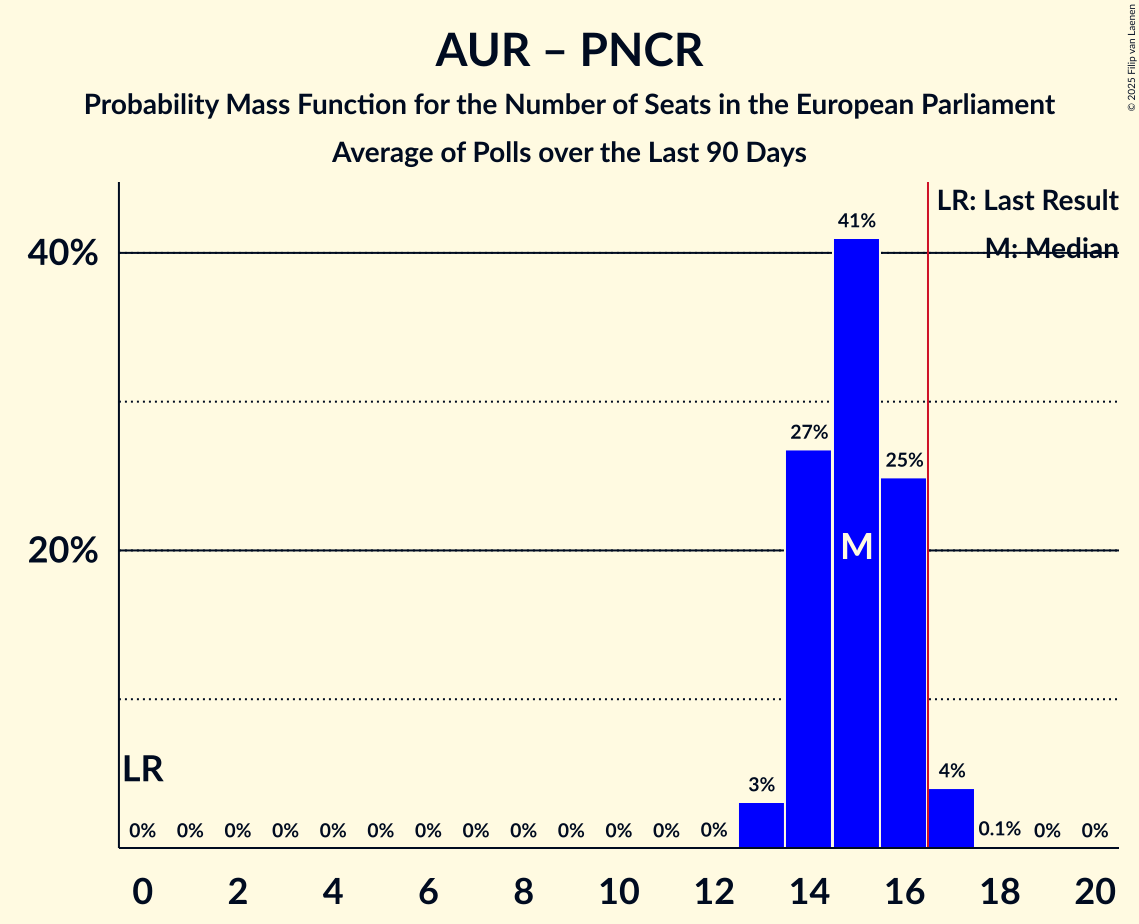 AUR – PNCR
Probability Mass Function for the Number of Seats in the European Parliament
Average of Polls over the Last 90 Days
© 2025 Filip van Laenen
LR: Last Result
M: Median
40%
20%
41%
27%
25%
M
LR
3%
4%
0% 0% 0% 0% 0% 0% 0% 0% 0% 0% 0% 0% 0% 0.1% 0% 0%
0 2 4 6 8 10 12 14 16 18 20